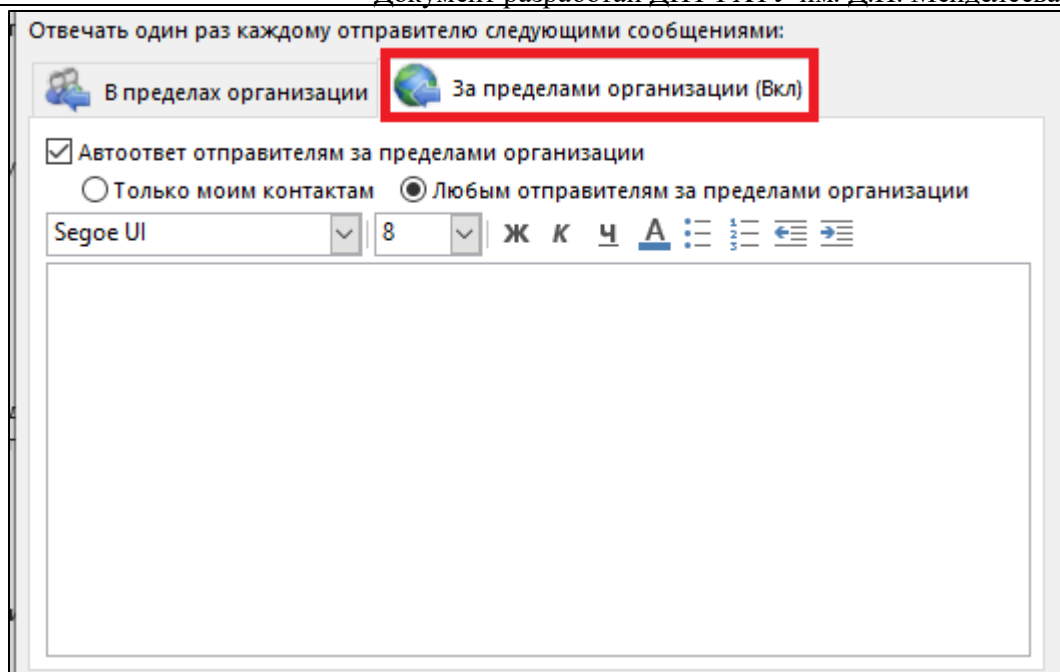 Отвечать один раз каждому отправителю следующими сообщениями:
В пределах организации За пределами организации (Вкл)
Автоответ отправителям за пределами организации
Только моим контактам Любым отправителям за пределами организации
Segoe UI 8 Ж К Ч А